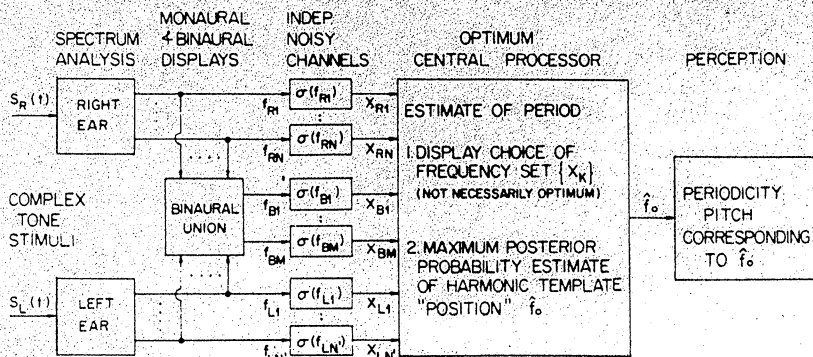 SPECTRUM
ANALYSIS
MONAURAL
& BINAURAL
DISPLAYS
INDEP.
NOISY
CHANNELS
OPTIMUM
CENTRAL PROCESSOR
PERCEPTION
S_R(t)
RIGHT
EAR
f_R1
σ(f_R1)
X_R1
f_RN
σ(f_RN)
X_RN
COMPLEX
TONE
STIMULI
BINAURAL
UNION
f_B1
σ(f_B1)
X_B1
f_BM
σ(f_BM)
X_BM
S_L(t)
LEFT
EAR
f_L1
σ(f_L1)
X_L1
f_LN'
σ(f_LN')
X_LN'
ESTIMATE OF PERIOD
1. DISPLAY CHOICE OF
FREQUENCY SET {X_K}
(NOT NECESSARILY OPTIMUM)
2. MAXIMUM POSTERIOR
PROBABILITY ESTIMATE
OF HARMONIC TEMPLATE
"POSITION" f̂o
f̂o
PERIODICITY
PITCH
CORRESPONDING
TO f̂o